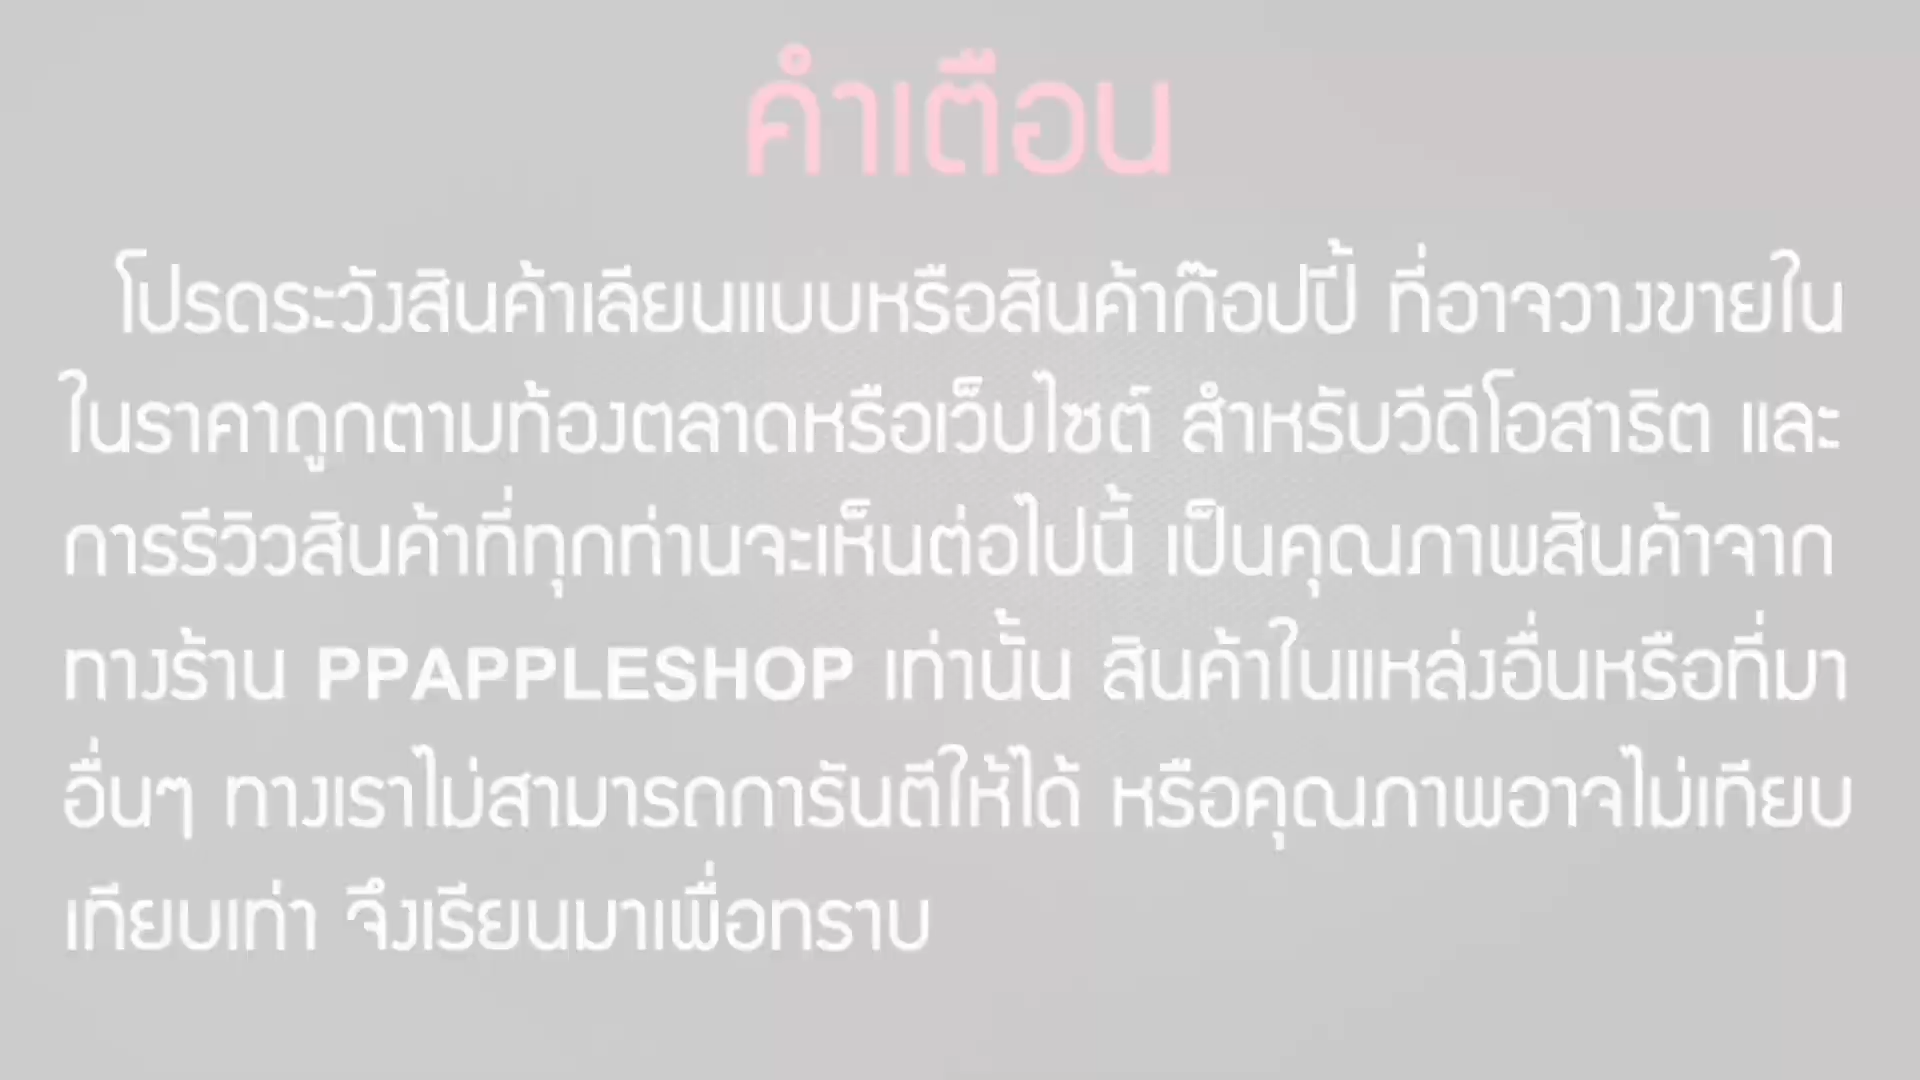 คำเตือน
โปรดระวังสินค้าเลียนแบบหรือสินค้าก๊อปปี้ ที่อาจวางขายใน
ในราคาถูกตามท้องตลาดหรือเว็บไซต์ สำหรับวีดีโอสาธิต และ
การรีวิวสินค้าที่ทุกท่านจะเห็นต่อไปนี้ เป็นคุณภาพสินค้าจาก
ทางร้าน PPAPPLESHOP เท่านั้น สินค้าในแหล่งอื่นหรือที่มา
อื่นๆ ทางเราไม่สามารถการันตีให้ได้ หรือคุณภาพอาจไม่เทียบ
เทียบเท่า จึงเรียนมาเพื่อทราบ